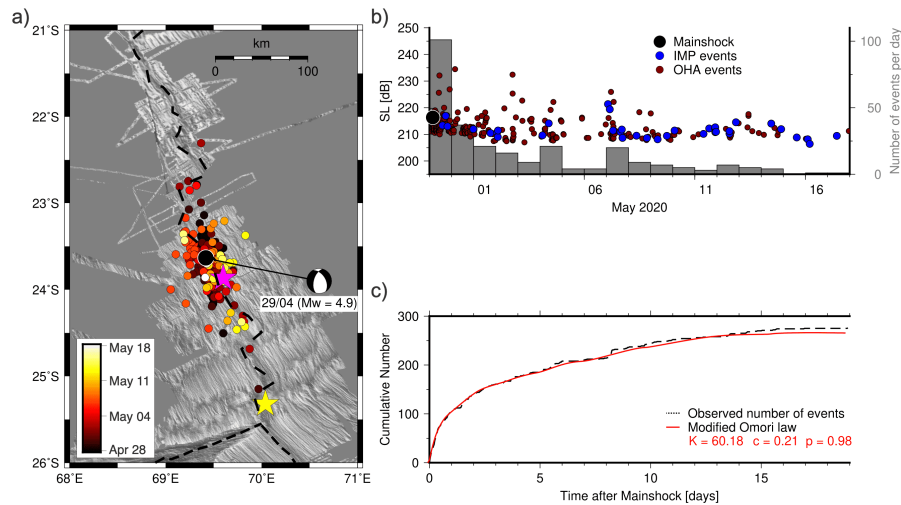 a)
21°S
22°S
23°S
24°S
25°S
26°S
68°E
69°E
70°E
71°E
km
0
100
29/04 (Mw = 4.9)
May 18
May 11
May 04
Apr 28
b)
SL [dB]
250
240
230
220
210
200
Mainshock
IMP events
OHA events
100
50
0
Number of events per day
01
06
11
16
May 2020
c)
Cumulative Number
300
200
100
0
Observed number of events
Modified Omori law
K = 60.18 c = 0.21 p = 0.98
0
5
10
15
Time after Mainshock [days]